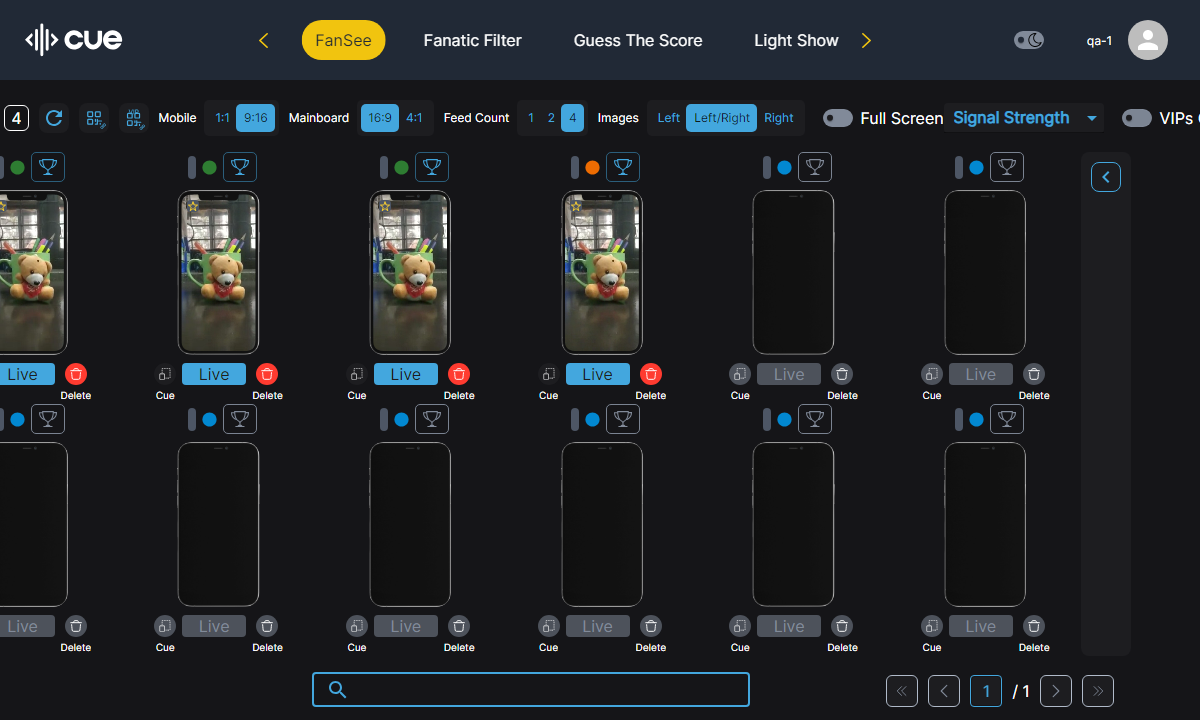 cue
FanSee Fanatic Filter Guess The Score Light Show
qa-1
4 Mobile 1:1 9:16 Mainboard 16:9 4:1 Feed Count 1 2 4 Images Left Left/Right Right Full Screen Signal Strength VIPs
Live Live Live Live Live Live
Delete Cue Delete Cue Delete Cue Delete Cue Delete Cue Delete
Live Live Live Live Live Live
Delete Cue Delete Cue Delete Cue Delete Cue Delete Cue Delete
1 / 1